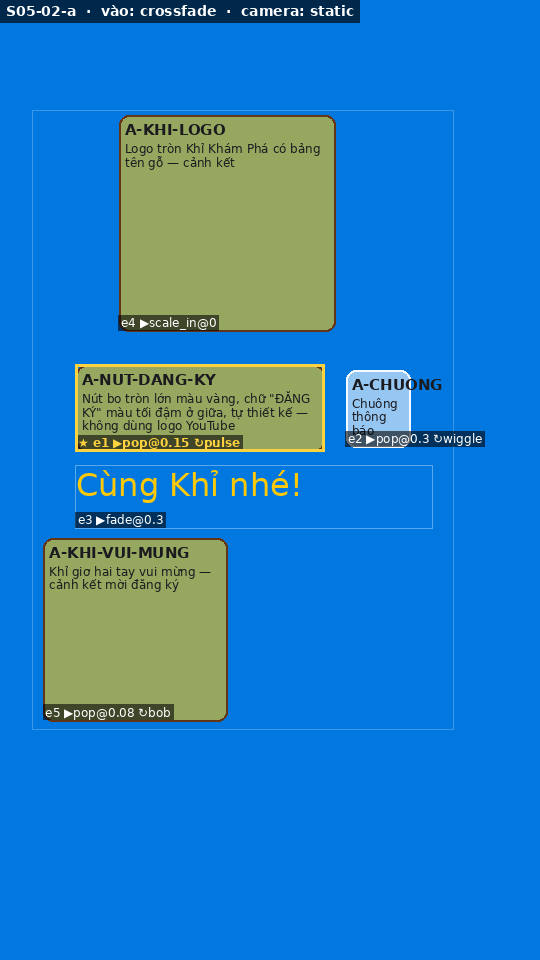 S05-02-a · vào: crossfade · camera: static
A-KHI-LOGO
Logo tròn Khỉ Khám Phá có bảng
tên gỗ — cảnh kết
e4 ▶scale_in@0
A-NUT-DANG-KY
Nút bo tròn lớn màu vàng, chữ "ĐĂNG
KÝ" màu tối đậm ở giữa, tự thiết kế —
không dùng logo YouTube
★ e1 ▶pop@0.15 ↻pulse
A-CHUONG
Chuông
thông
báo
e2 ▶pop@0.3 ↻wiggle
Cùng Khỉ nhé!
e3 ▶fade@0.3
A-KHI-VUI-MUNG
Khỉ giơ hai tay vui mừng —
cảnh kết mời đăng ký
e5 ▶pop@0.08 ↻bob